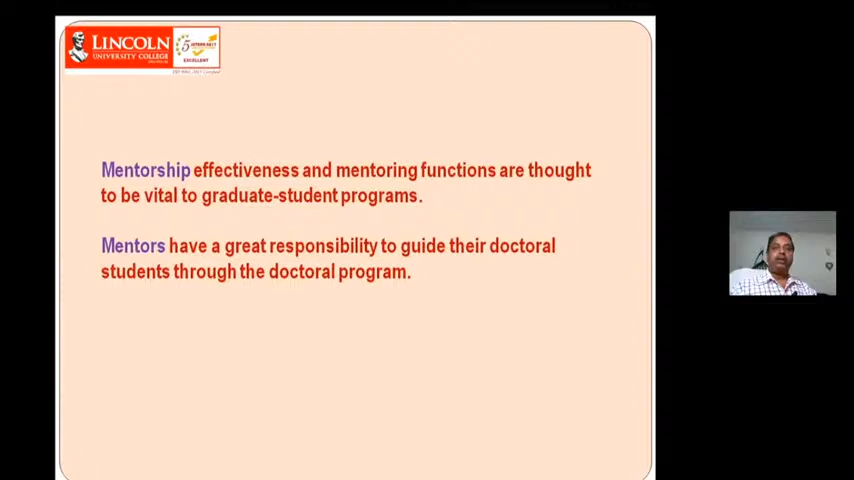 LINCOLN
UNIVERSITY COLLEGE
5
EXCELLENT
Mentorship effectiveness and mentoring functions are thought
to be vital to graduate-student programs.
Mentors have a great responsibility to guide their doctoral
students through the doctoral program.